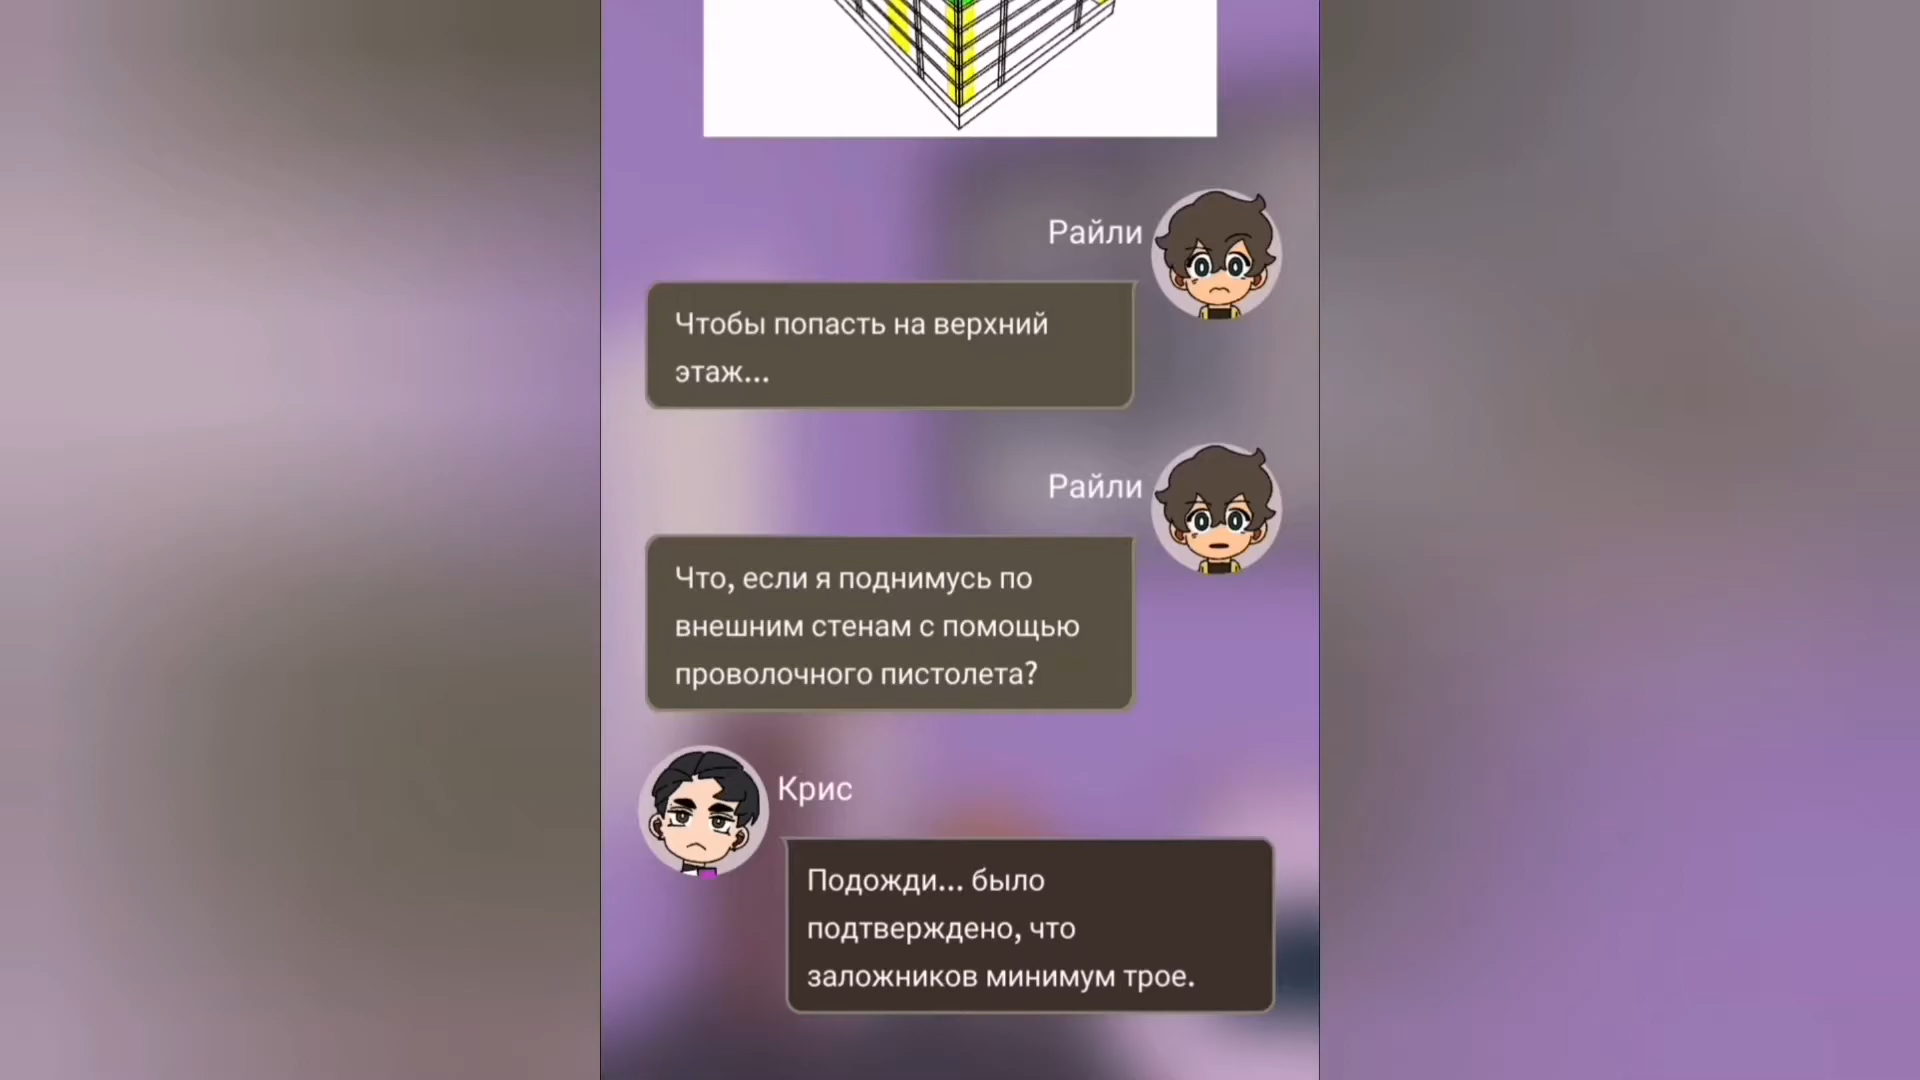 Райли
Чтобы попасть на верхний
этаж...
Райли
Что, если я поднимусь по
внешним стенам с помощью
проволочного пистолета?
Крис
Подожди... было
подтверждено, что
заложников минимум трое.